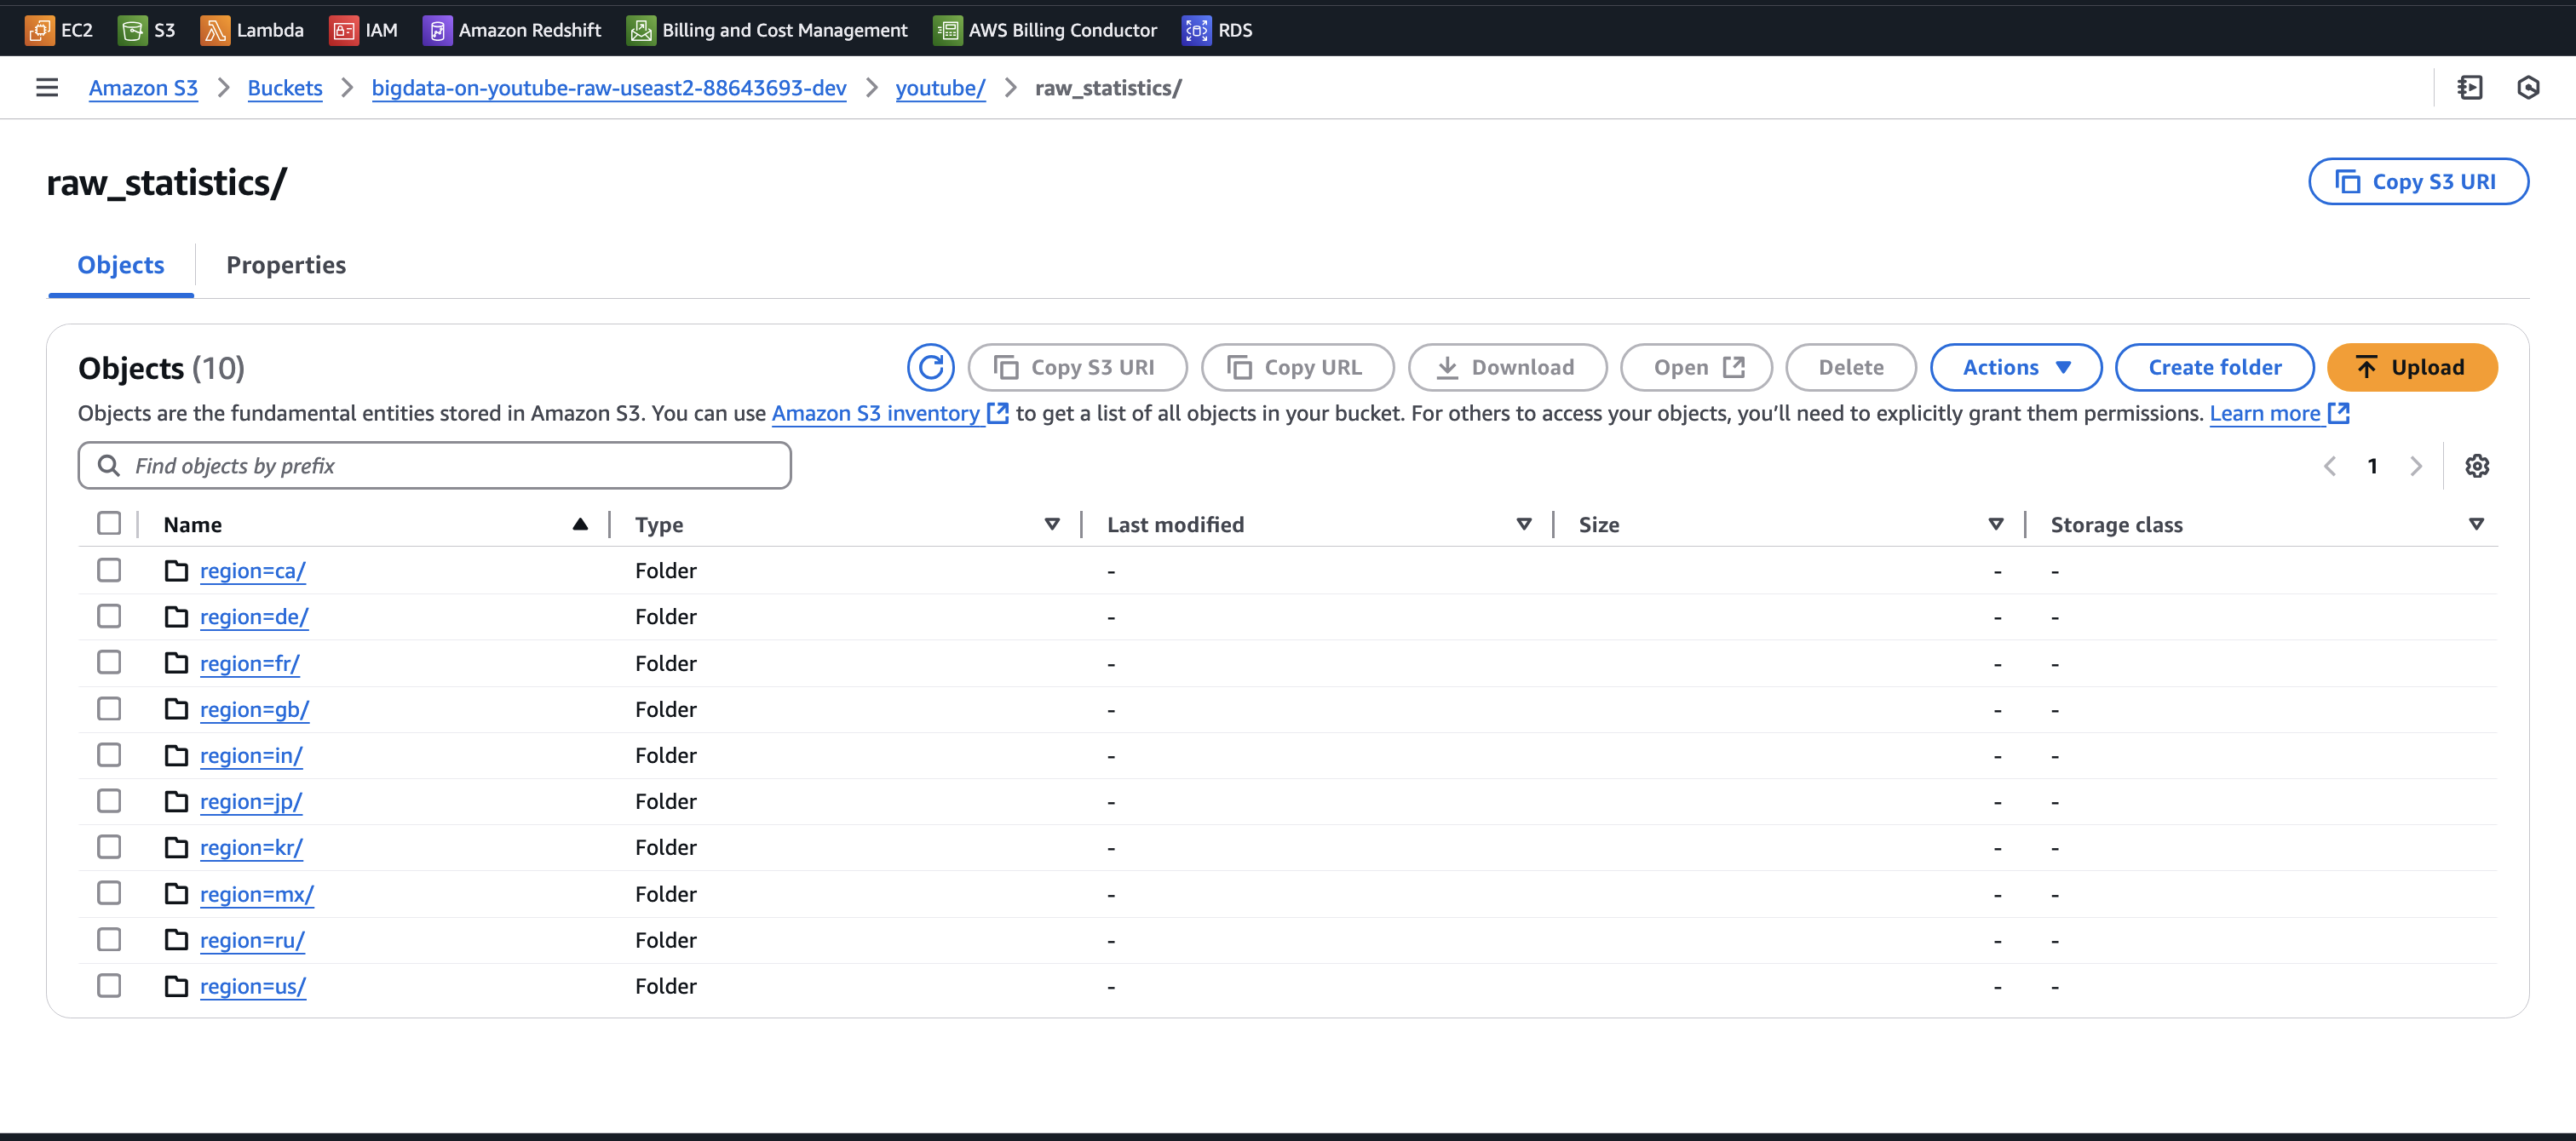 EC2 S3 Lambda IAM Amazon Redshift Billing and Cost Management AWS Billing Conductor RDS
Amazon S3 Buckets bigdata-on-youtube-raw-useast2-88643693-dev youtube/ raw_statistics/
raw_statistics/
Copy S3 URI
Objects Properties
Objects (10)
Copy S3 URI Copy URL Download Open Delete Actions Create folder Upload
Objects are the fundamental entities stored in Amazon S3. You can use Amazon S3 inventory to get a list of all objects in your bucket. For others to access your objects, you’ll need to explicitly grant them permissions. Learn more
Find objects by prefix
1
Name Type Last modified Size Storage class
region=ca/ Folder - - -
region=de/ Folder - - -
region=fr/ Folder - - -
region=gb/ Folder - - -
region=in/ Folder - - -
region=jp/ Folder - - -
region=kr/ Folder - - -
region=mx/ Folder - - -
region=ru/ Folder - - -
region=us/ Folder - - -